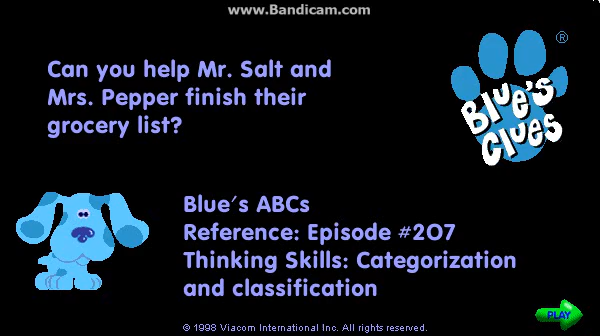 www.Bandicam.com
Can you help Mr. Salt and
Mrs. Pepper finish their
grocery list?
®
Blue's
Clues
Blue's ABCs
Reference: Episode #207
Thinking Skills: Categorization
and classification
PLAY
© 1998 Viacom International Inc. All rights reserved.